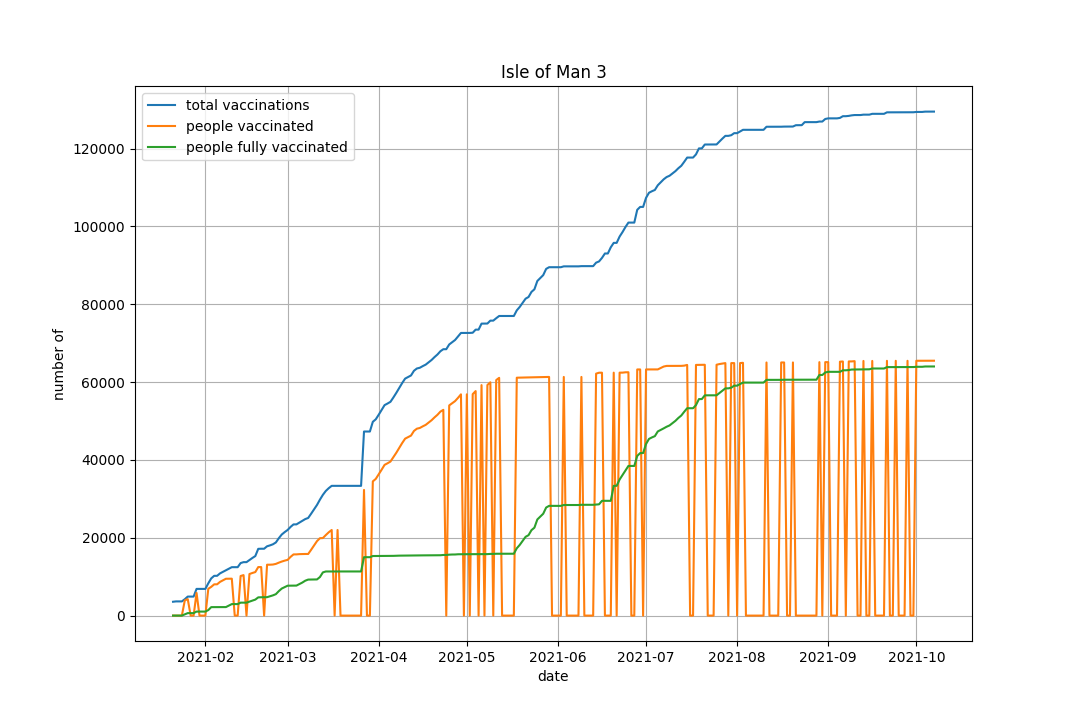 Isle of Man 3
total vaccinations
people vaccinated
people fully vaccinated
number of
120000
100000
80000
60000
40000
20000
0
2021-02 2021-03 2021-04 2021-05 2021-06 2021-07 2021-08 2021-09 2021-10
date